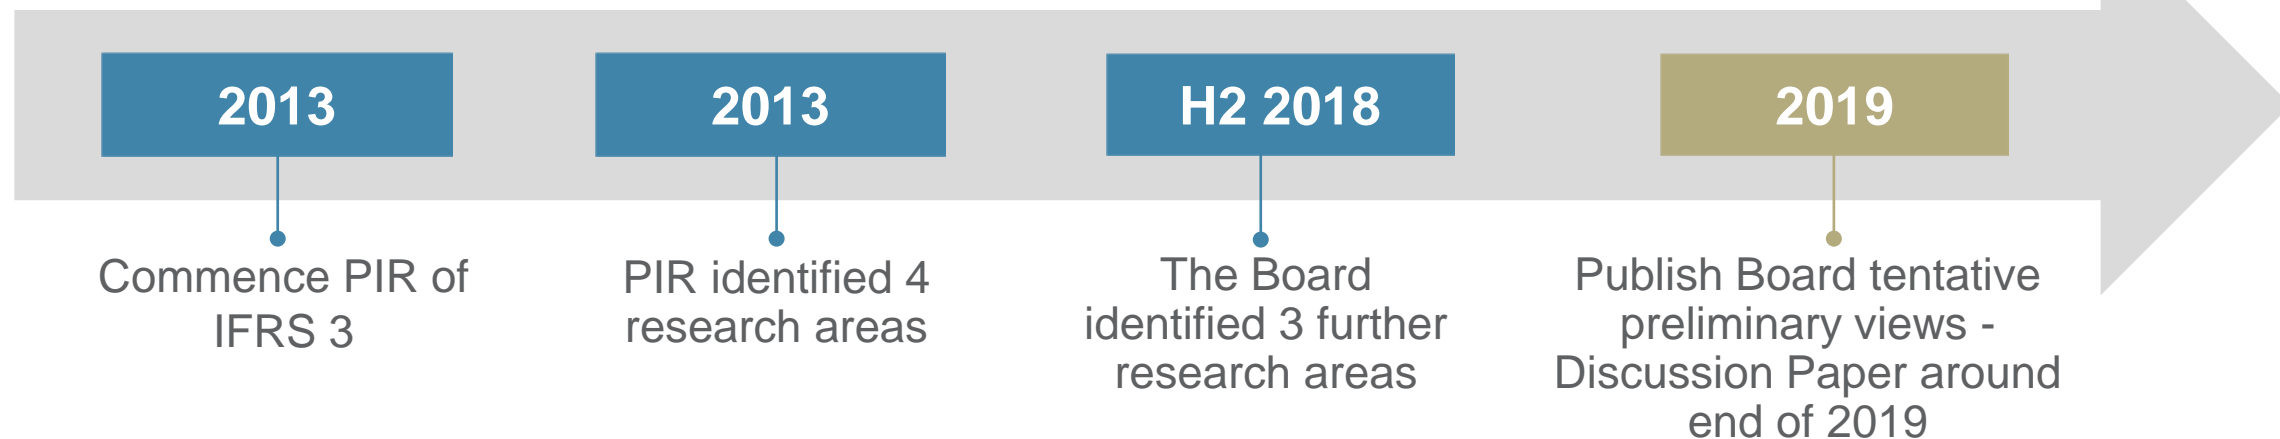 2013
Commence PIR of
IFRS 3
2013
PIR identified 4
research areas
H2 2018
The Board
identified 3 further
research areas
2019
Publish Board tentative
preliminary views -
Discussion Paper around
end of 2019